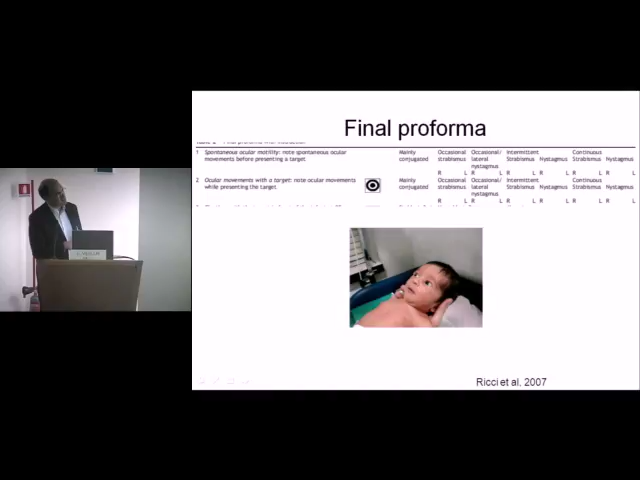 Final proforma
1 Spontaneous ocular motility: note spontaneous ocular movements before presenting a target
Mainly conjugated
Occasional strabismus
R L
Occasional/ lateral nystagmus
R L
Intermittent Strabismus
R L
Nystagmus
R L
Continuous Strabismus
R L
Nystagmus
R L
2 Ocular movements with a target: note ocular movements while presenting the target
Mainly conjugated
Occasional strabismus
R L
Occasional/ lateral nystagmus
R L
Intermittent Strabismus
R L
Nystagmus
R L
Continuous Strabismus
R L
Nystagmus
R L
Ricci et al, 2007